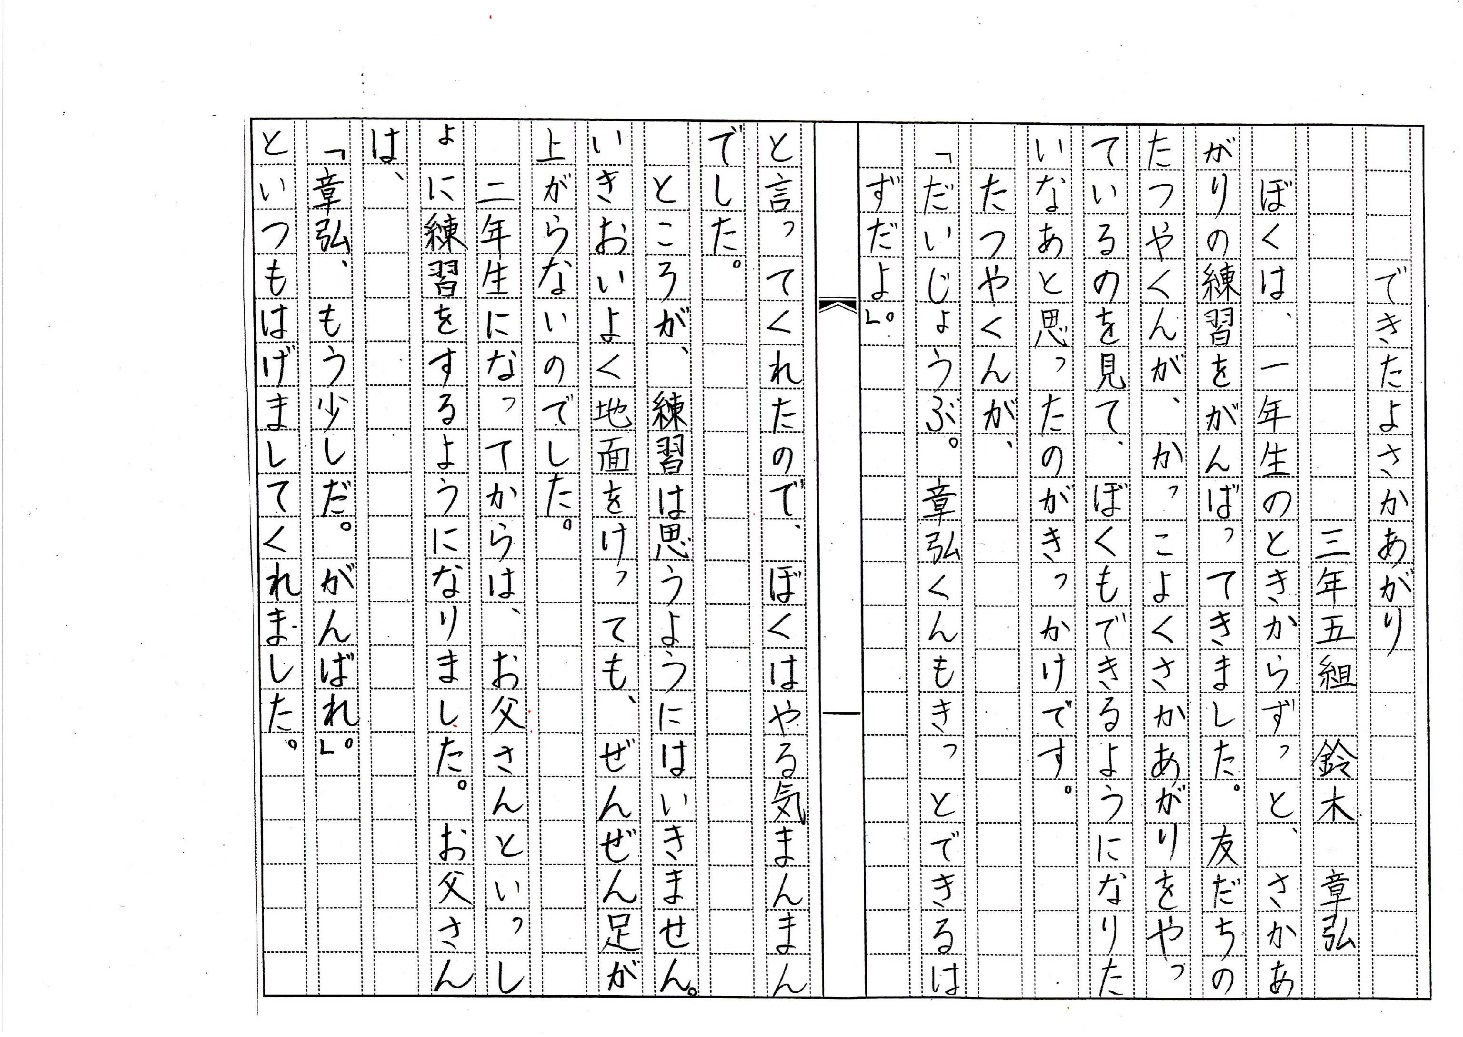 できたよさかあがり
三年五組　鈴木　章弘
ぼくは、一年生のときからずっと、さかあ
がりの練習をがんばってきました。友だちの
たつやくんが、かっこよくさかあがりをやっ
ているのを見て、ぼくもできるようになりた
いなあと思ったのがきっかけです。
たつやくんが、
「だいじょうぶ。章弘くんもきっとできるは
ずだよ」。
と言ってくれたので、ぼくはやる気まんまん
でした。
ところが、練習は思うようにはいきません。
いきおいよく地面をけっても、ぜんぜん足が
上がらないのでした。
二年生になってからは、お父さんといっし
ょに練習をするようになりました。お父さん
は、
「章弘、もう少しだ。がんばれ」。
といつもはげましてくれました。